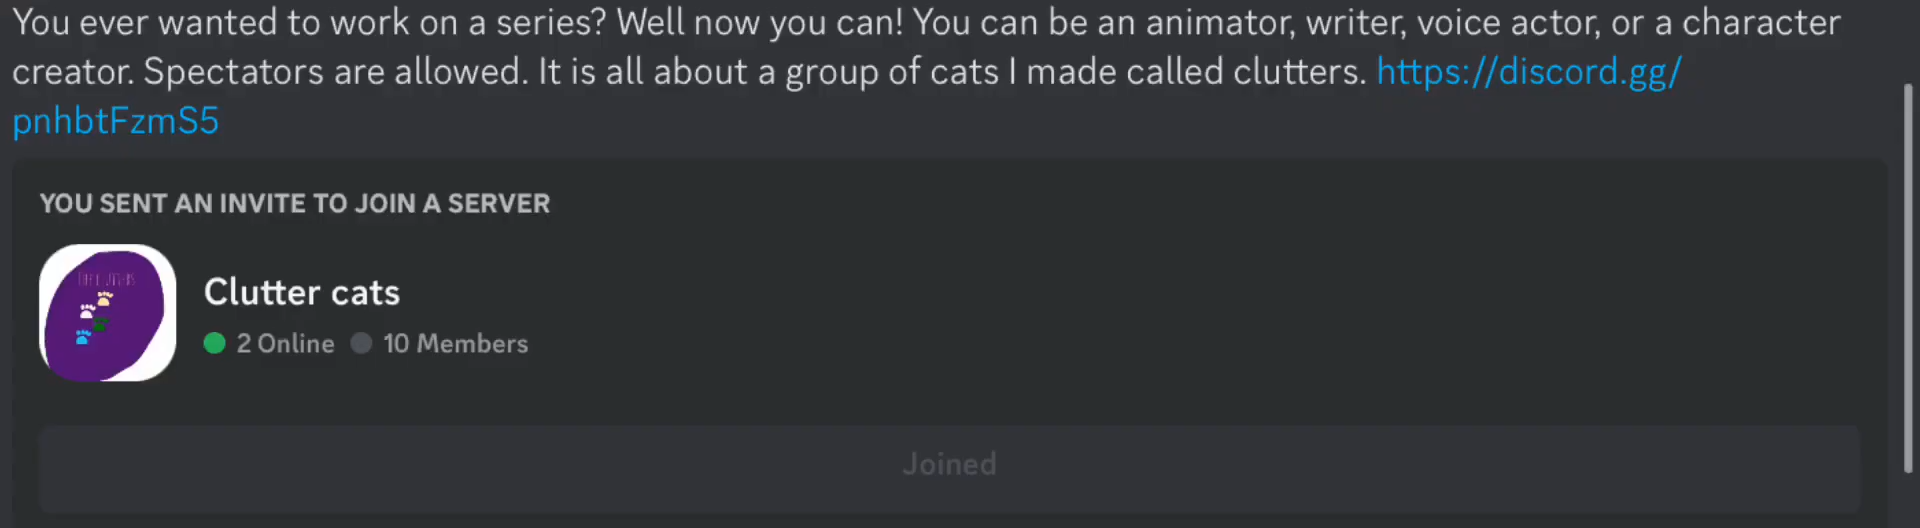 You ever wanted to work on a series? Well now you can! You can be an animator, writer, voice actor, or a character
creator. Spectators are allowed. It is all about a group of cats I made called clutters. https://discord.gg/
pnhbtFzmS5
YOU SENT AN INVITE TO JOIN A SERVER
Clutter cats
2 Online 10 Members
Joined